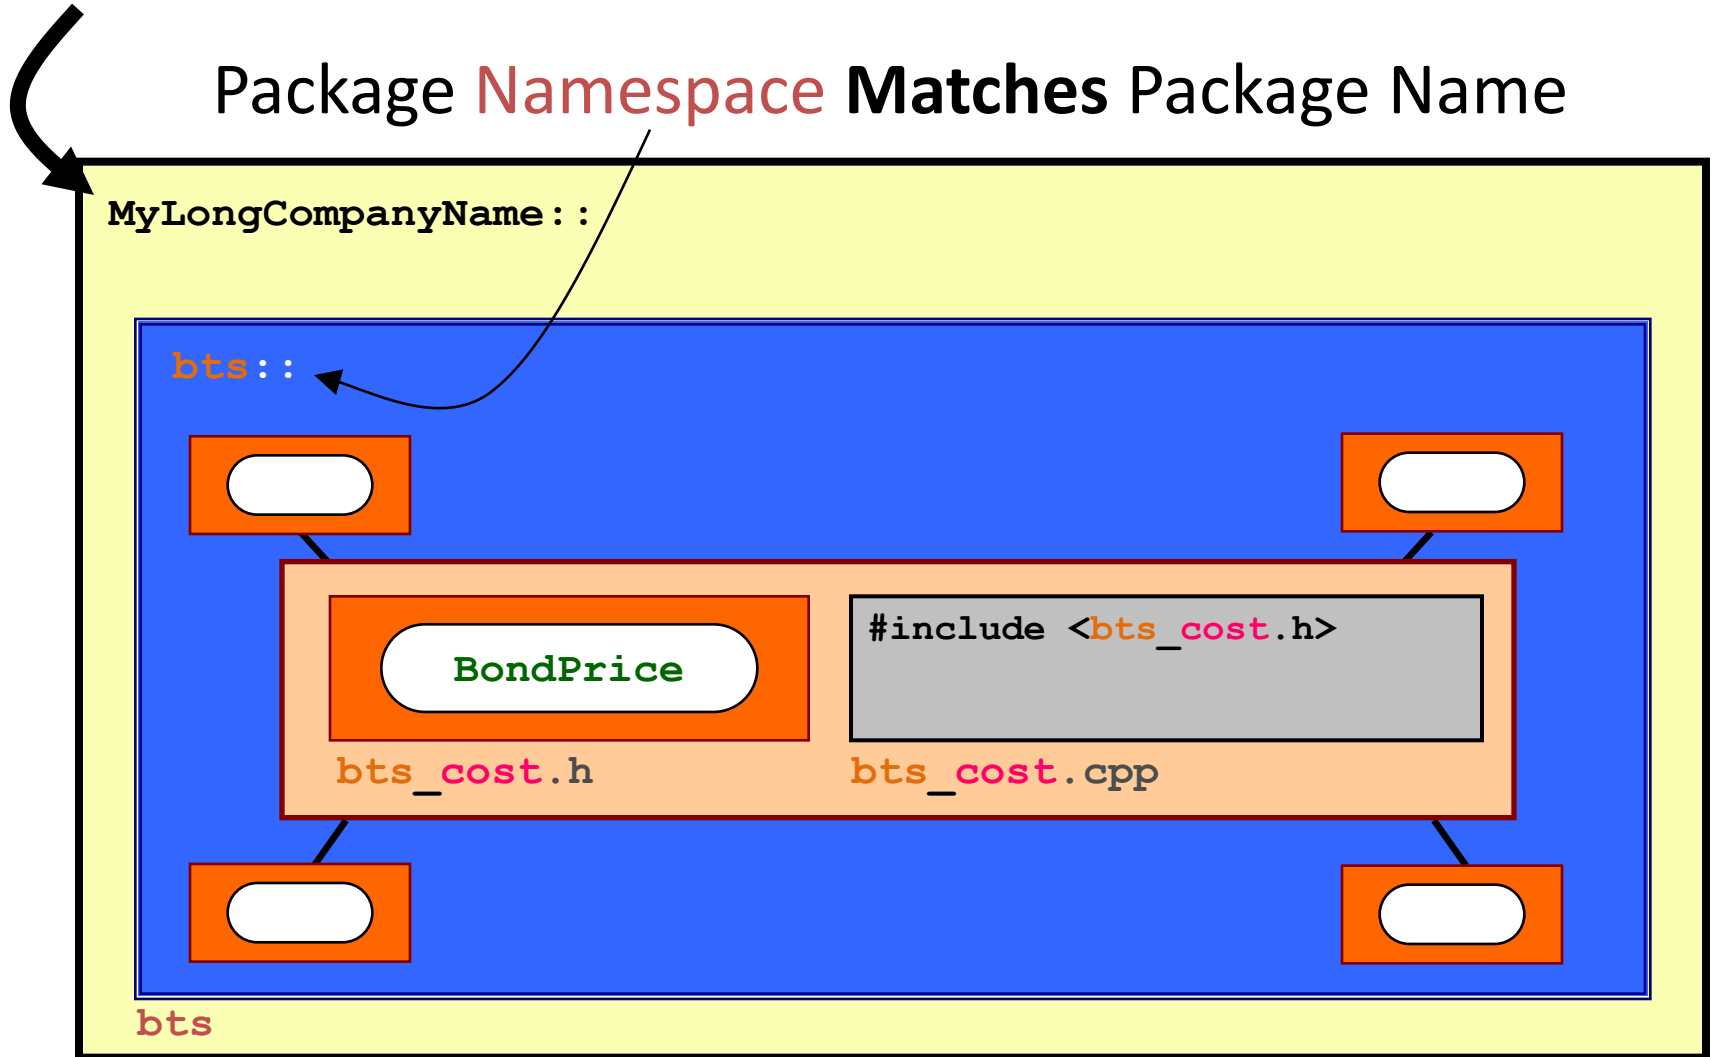 Package Namespace Matches Package Name
MyLongCompanyName::
bts::
BondPrice
#include <bts_cost.h>
bts_cost.h
bts_cost.cpp
bts